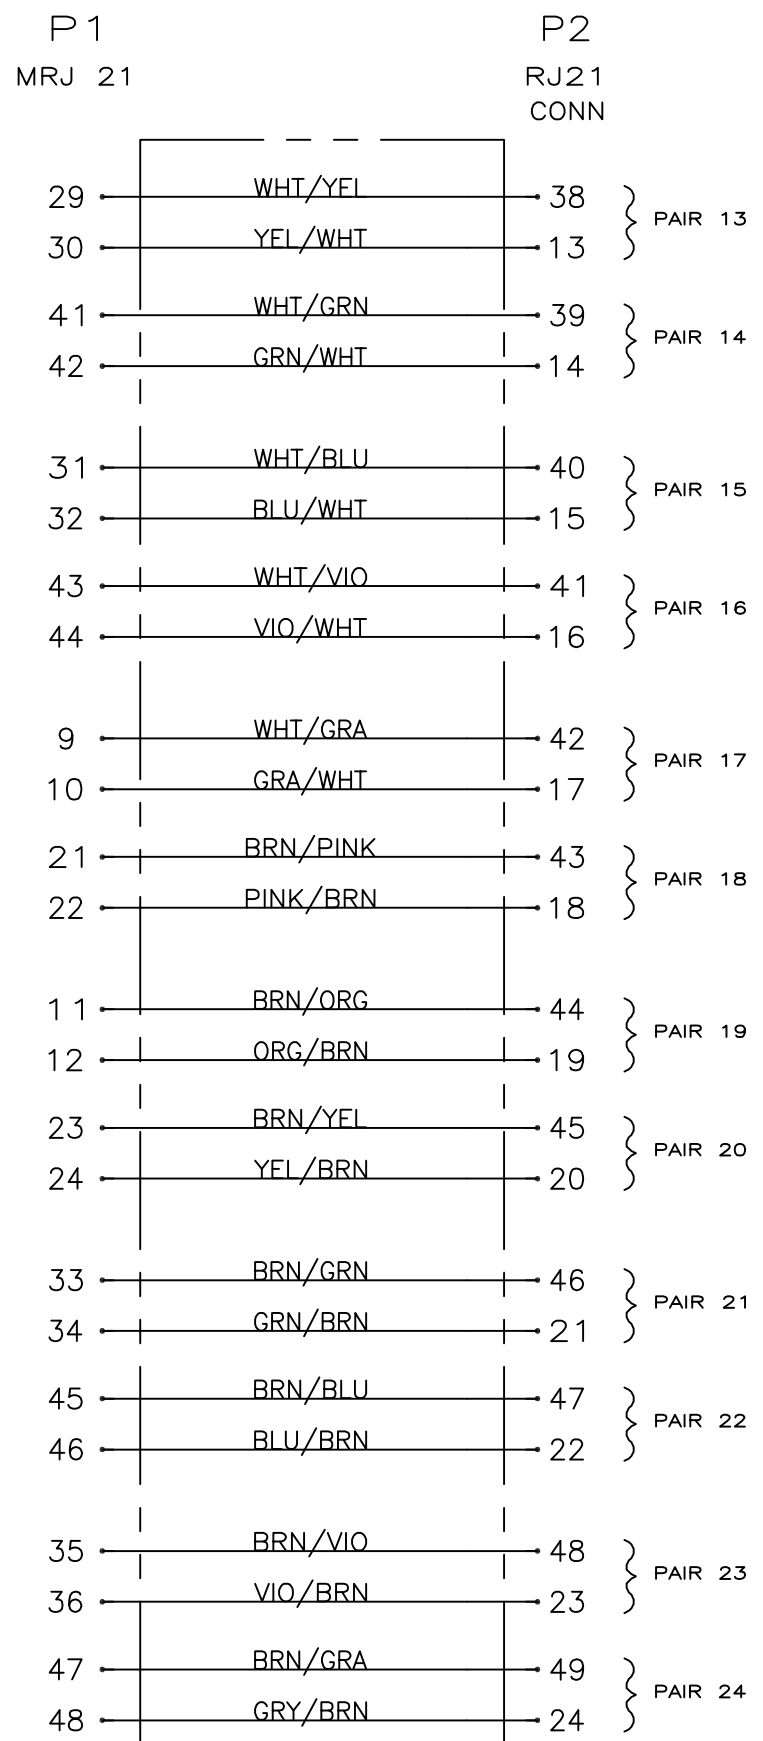 P1 P2
MRJ 21 RJ21
CONN
29 WHT/YEL 38
PAIR 13
30 YEL/WHT 13
41 WHT/GRN 39
PAIR 14
42 GRN/WHT 14
31 WHT/BLU 40
PAIR 15
32 BLU/WHT 15
43 WHT/VIO 41
PAIR 16
44 VIO/WHT 16
9 WHT/GRA 42
PAIR 17
10 GRA/WHT 17
21 BRN/PINK 43
PAIR 18
22 PINK/BRN 18
11 BRN/ORG 44
PAIR 19
12 ORG/BRN 19
23 BRN/YEL 45
PAIR 20
24 YEL/BRN 20
33 BRN/GRN 46
PAIR 21
34 GRN/BRN 21
45 BRN/BLU 47
PAIR 22
46 BLU/BRN 22
35 BRN/VIO 48
PAIR 23
36 VIO/BRN 23
47 BRN/GRA 49
PAIR 24
48 GRY/BRN 24